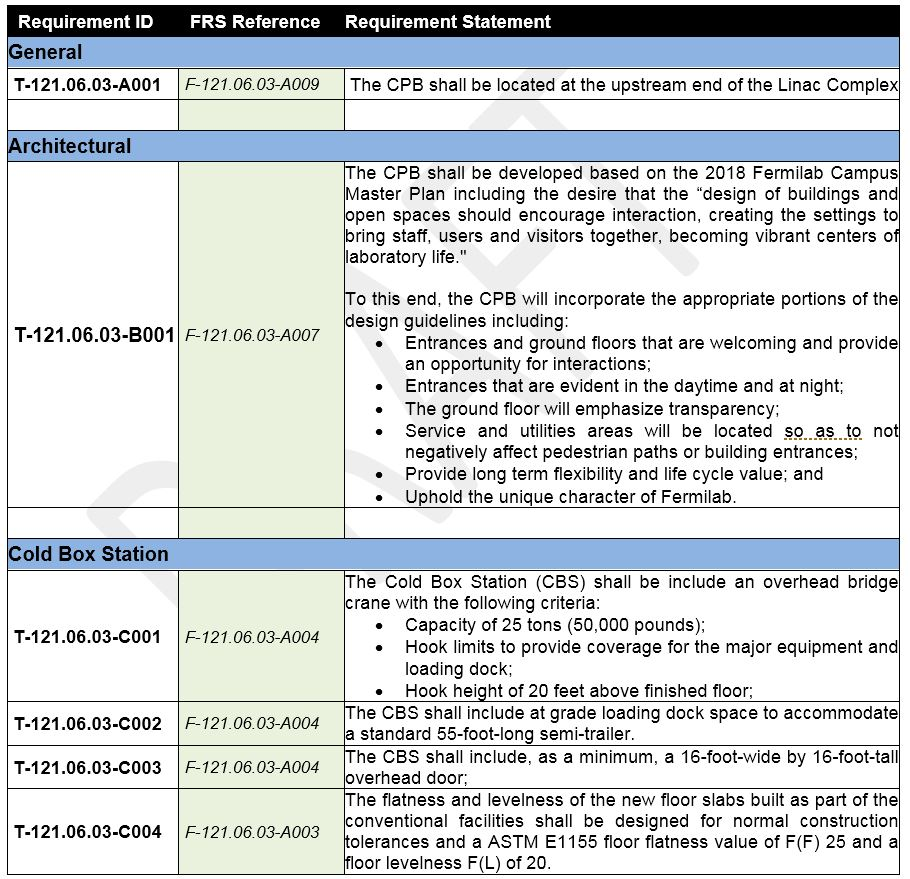 Requirement ID FRS Reference Requirement Statement
General
T-121.06.03-A001 F-121.06.03-A009 The CPB shall be located at the upstream end of the Linac Complex
Architectural
The CPB shall be developed based on the 2018 Fermilab Campus
Master Plan including the desire that the “design of buildings and
open spaces should encourage interaction, creating the settings to
bring staff, users and visitors together, becoming vibrant centers of
laboratory life."
To this end, the CPB will incorporate the appropriate portions of the
T-121.06.03-B001 F-121.06.03-A007 design guidelines including:
• Entrances and ground floors that are welcoming and provide
an opportunity for interactions;
• Entrances that are evident in the daytime and at night;
• The ground floor will emphasize transparency;
• Service and utilities areas will be located so as to not
negatively affect pedestrian paths or building entrances;
• Provide long term flexibility and life cycle value; and
• Uphold the unique character of Fermilab.
Cold Box Station
The Cold Box Station (CBS) shall be include an overhead bridge
crane with the following criteria:
• Capacity of 25 tons (50,000 pounds);
T-121.06.03-C001 F-121.06.03-A004
• Hook limits to provide coverage for the major equipment and
loading dock;
• Hook height of 20 feet above finished floor;
T-121.06.03-C002 F-121.06.03-A004 The CBS shall include at grade loading dock space to accommodate
a standard 55-foot-long semi-trailer.
T-121.06.03-C003 F-121.06.03-A004 The CBS shall include, as a minimum, a 16-foot-wide by 16-foot-tall
overhead door;
The flatness and levelness of the new floor slabs built as part of the
T-121.06.03-C004 F-121.06.03-A003 conventional facilities shall be designed for normal construction
tolerances and a ASTM E1155 floor flatness value of F(F) 25 and a
floor levelness F(L) of 20.
DRAFT